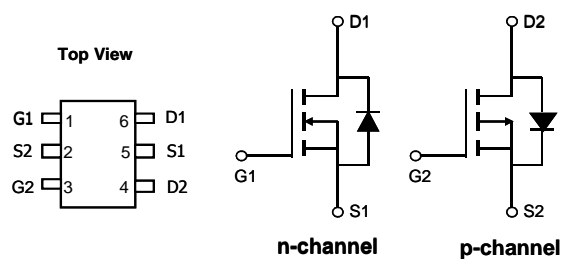 Top View
G1 1 6 D1
S2 2 5 S1
G2 3 4 D2
D1
G1
S1
n-channel
D2
G2
S2
p-channel